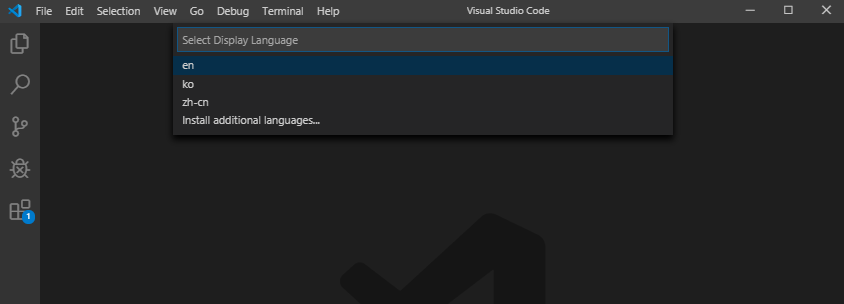 File Edit Selection View Go Debug Terminal Help Visual Studio Code
Select Display Language
en
ko
zh-cn
Install additional languages...
1